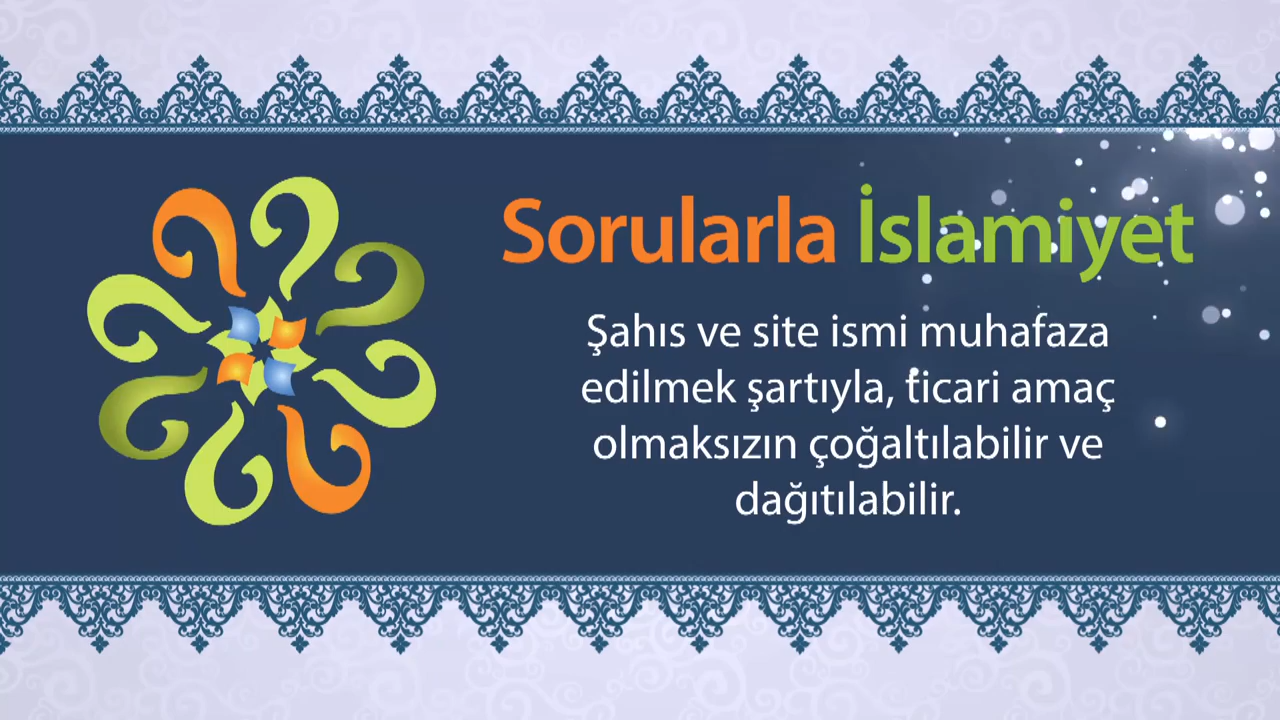 Sorularla İslamiyet
Şahıs ve site ismi muhafaza
edilmek şartıyla, ticari amaç
olmaksızın çoğaltılabilir ve
dağıtılabilir.